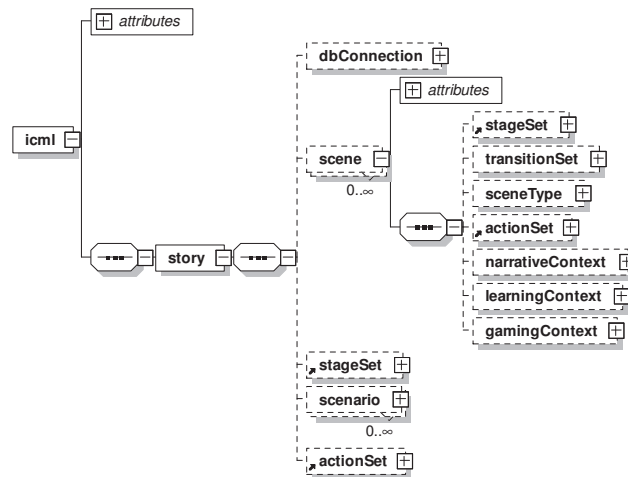 attributes
dbConnection
attributes
icml
scene
0..∞
stageSet
transitionSet
sceneType
actionSet
narrativeContext
learningContext
gamingContext
story
stageSet
scenario
0..∞
actionSet